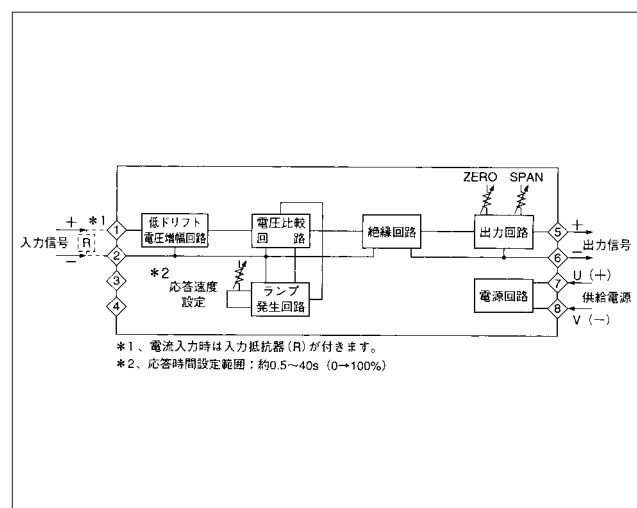 ZERO SPAN
+ *1 1 低ドリフト電圧増幅回路 電圧比較回路 絶縁回路 出力回路 5 +
入力信号 R 出力信号
− 2 6 −
*2 応答速度設定 ランプ発生回路
3 電源回路 7 U (+)
供給電源
4 8 V (−)
*1、電流入力時は入力抵抗器(R)が付きます。
*2、応答時間設定範囲：約0.5〜40s (0→100%)